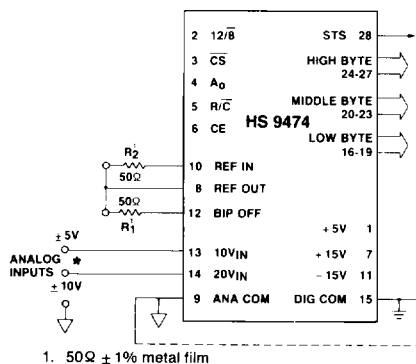 2 12/8̅ STS 28
3 C̅S̅ HIGH BYTE
24-27
4 A₀
5 R/C̅ MIDDLE BYTE
20-23
HS 9474
6 CE LOW BYTE
16-19
R₂¹
50Ω 10 REF IN
50Ω 8 REF OUT
R₁¹ 12 BIP OFF
+5V 1
± 5V 13 10VIN +15V 7
ANALOG * INPUTS 14 20VIN −15V 11
± 10V
9 ANA COM DIG COM 15
1. 50Ω ± 1% metal film